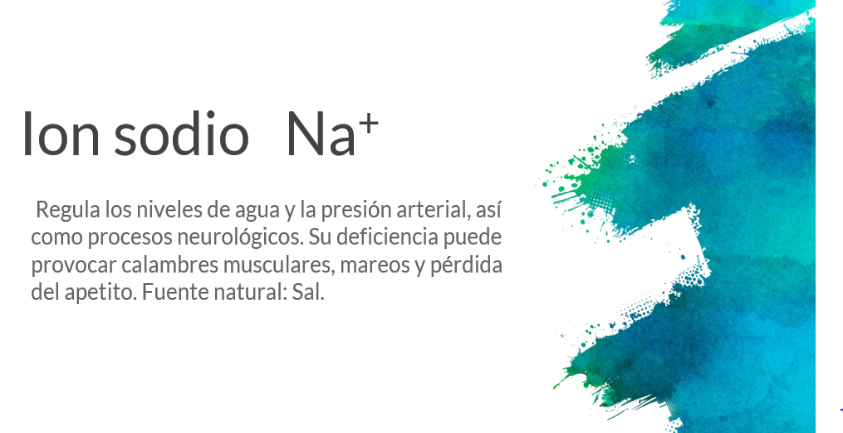 Ion sodio Na⁺
Regula los niveles de agua y la presión arterial, así
como procesos neurológicos. Su deficiencia puede
provocar calambres musculares, mareos y pérdida
del apetito. Fuente natural: Sal.